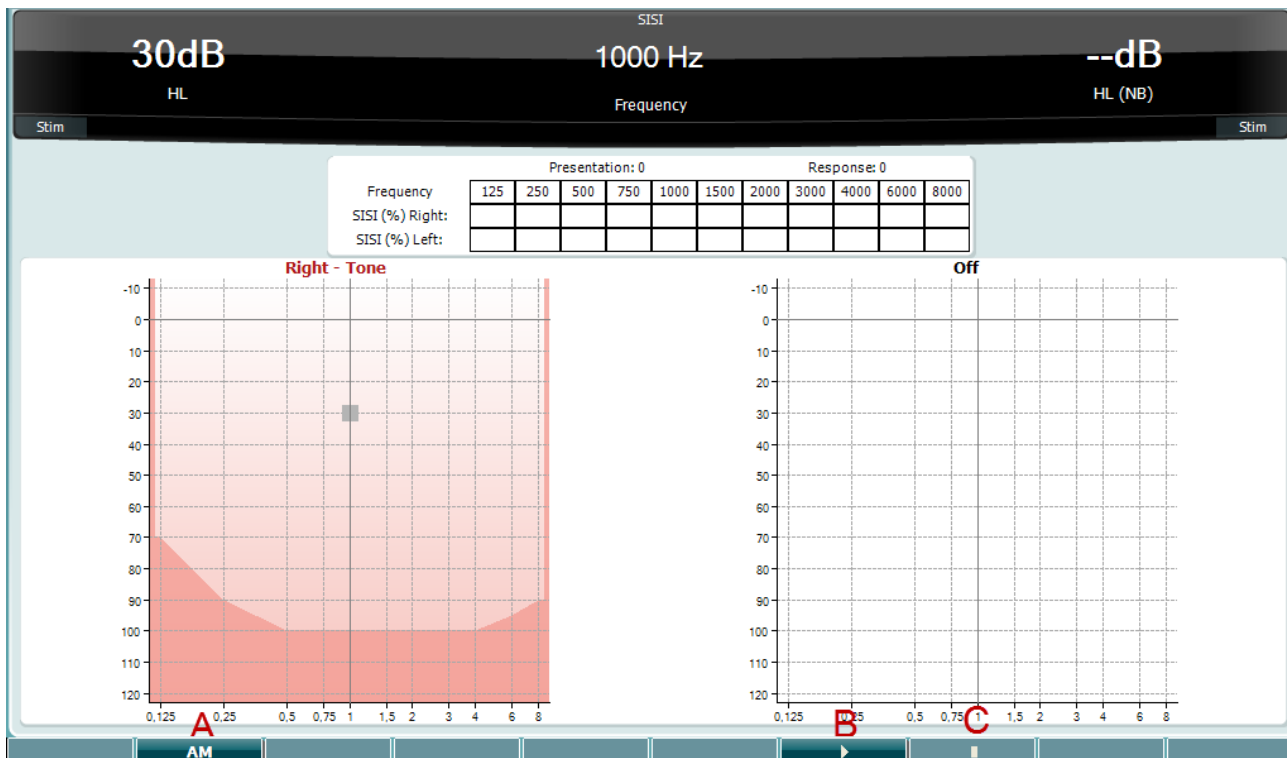 SISI
30dB 1000 Hz --dB
HL Frequency HL (NB)
Stim Stim
Presentation: 0 Response: 0
Frequency 125 250 500 750 1000 1500 2000 3000 4000 6000 8000
SISI (%) Right:
SISI (%) Left:
Right - Tone
-10
0
10
20
30
40
50
60
70
80
90
100
110
120
0,125 0,25 0,5 0,75 1 1,5 2 3 4 6 8
Off
-10
0
10
20
30
40
50
60
70
80
90
100
110
120
0,125 0,25 0,5 0,75 1 1,5 2 3 4 6 8
A B C
AM